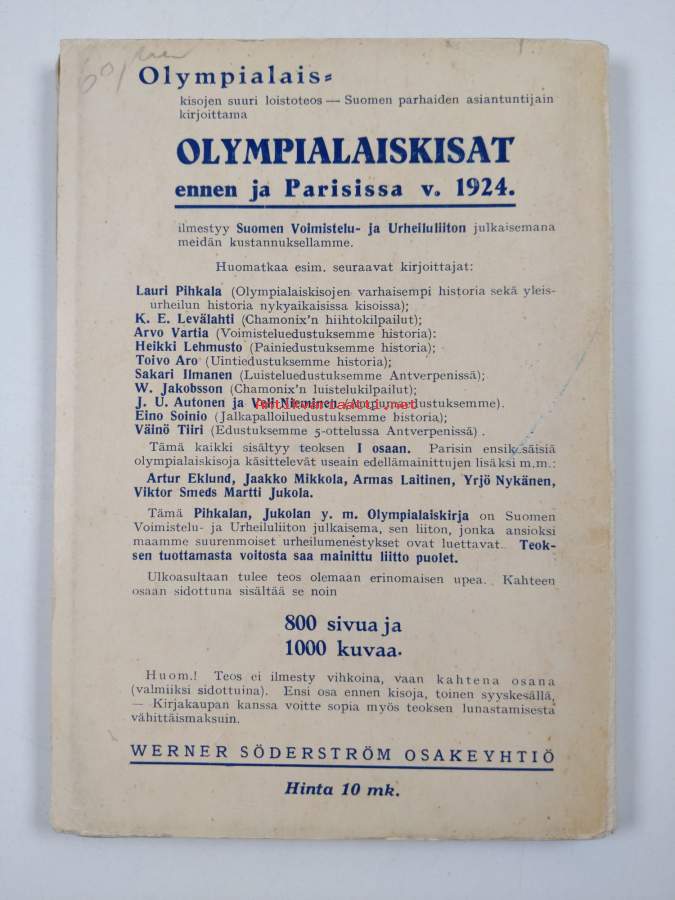 Olympialais=
kisojen suuri loistoteos — Suomen parhaiden asiantuntijain
kirjoittama
OLYMPIALAISKISAT
ennen ja Parisissa v. 1924.
ilmestyy Suomen Voimistelu- ja Urheiluliiton julkaisemana
meidän kustannuksellamme.
Huomatkaa esim. seuraavat kirjoittajat:
Lauri Pihkala (Olympialaiskisojen varhaisempi historia sekä yleis-
urheilun historia nykyaikaisissa kisoissa);
K. E. Levälahti (Chamonix'n hiihtokilpailut);
Arvo Vartia (Voimisteluedustuksemme historia):
Heikki Lehmusto (Painiedustuksemme historia);
Toivo Aro (Uintiedustuksemme historia);
Sakari Ilmanen (Luisteluedustuksemme Antverpenissä);
W. Jakobsson (Chamonix'n luistelukilpailut);
J. U. Autonen ja Veli Nieminen (Ampumaedustuksemme).
Antikvariaatti.net
Eino Soinio (Jalkapalloiluedustuksemme historia);
Väinö Tiiri (Edustuksemme 5-ottelussa Antverpenissä).
Tämä kaikki sisältyy teoksen I osaan. Parisin ensikesäisiä
olympialaiskisoja käsittelevät useain edellämainittujen lisäksi m.m.:
Artur Eklund, Jaakko Mikkola, Armas Laitinen, Yrjö Nykänen,
Viktor Smeds Martti Jukola.
Tämä Pihkalan, Jukolan y. m. Olympialaiskirja on Suomen
Voimistelu- ja Urheiluliiton julkaisema, sen liiton, jonka ansioksi
maamme suurenmoiset urheilumenestykset ovat luettavat. Teok-
sen tuottamasta voitosta saa mainittu liitto puolet.
Ulkoasultaan tulee teos olemaan erinomaisen upea. Kahteen
osaan sidottuna sisältää se noin
800 sivua ja
1000 kuvaa.
Huom.! Teos ei ilmesty vihkoina, vaan kahtena osana
(valmiiksi sidottuina). Ensi osa ennen kisoja, toinen syyskesällä,
— Kirjakaupan kanssa voitte sopia myös teoksen lunastamisesta
vähittäismaksuin.
WERNER SÖDERSTRÖM OSAKEYHTIÖ
Hinta 10 mk.